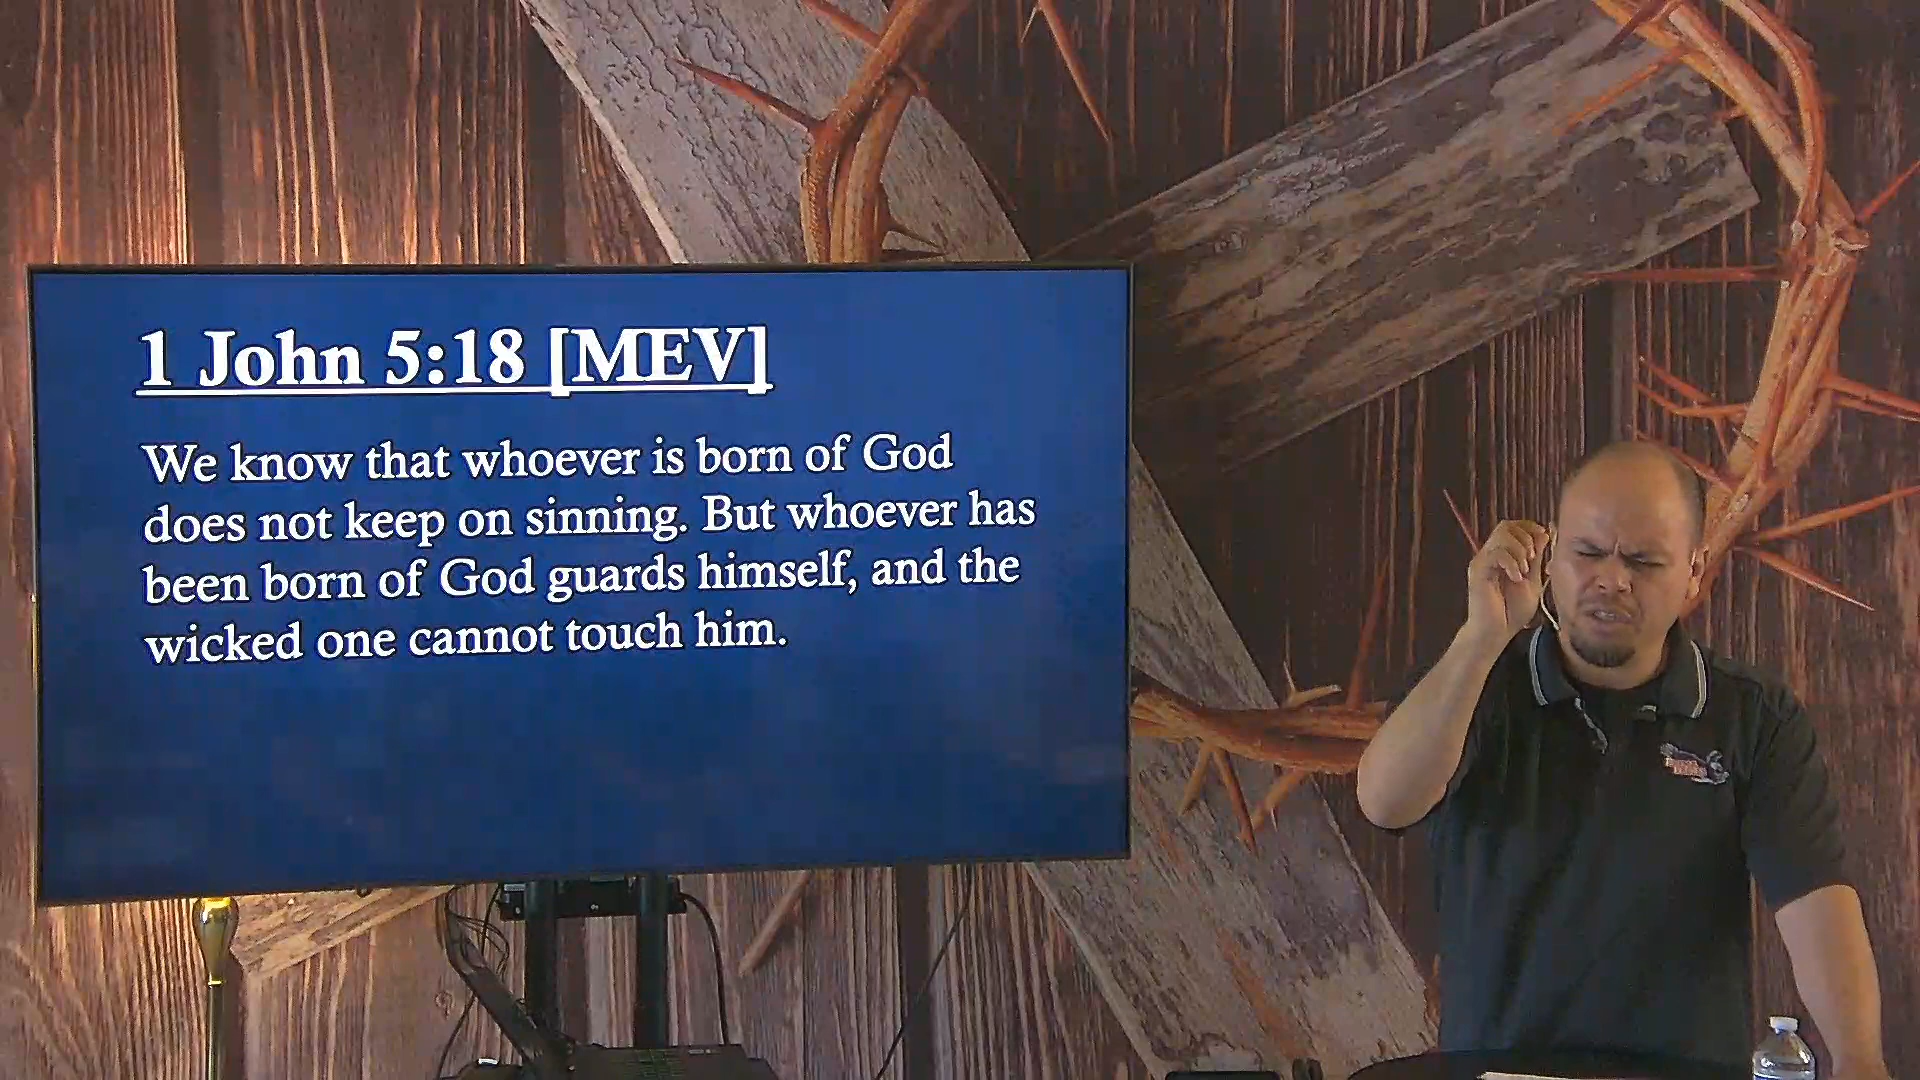 1 John 5:18 [MEV]
We know that whoever is born of God
does not keep on sinning. But whoever has
been born of God guards himself, and the
wicked one cannot touch him.